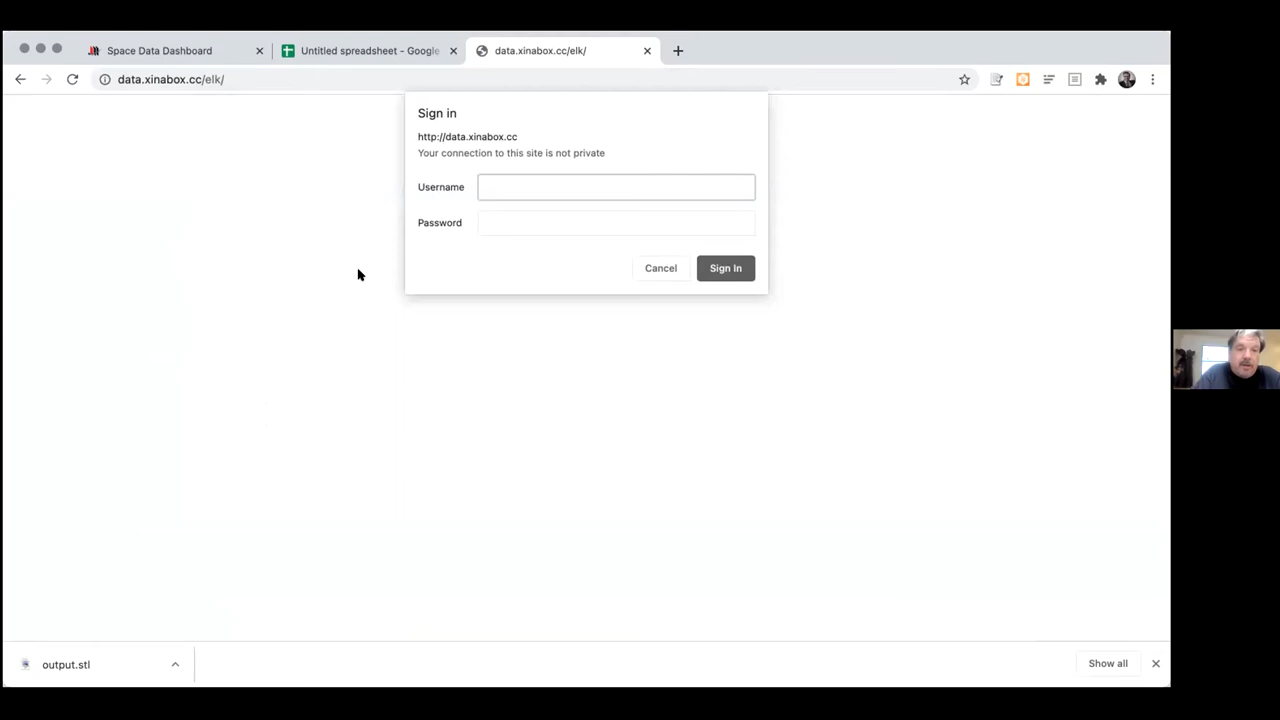 Space Data Dashboard
Untitled spreadsheet - Google
data.xinabox.cc/elk/
data.xinabox.cc/elk/
Sign in
http://data.xinabox.cc
Your connection to this site is not private
Username
Password
Cancel
Sign In
output.stl
Show all